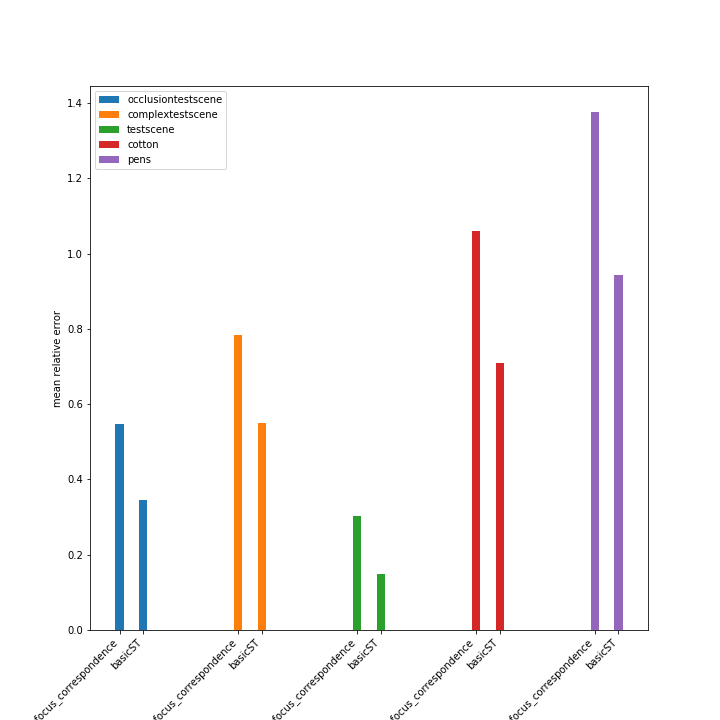 occlusiontestscene
complextestscene
testscene
cotton
pens
mean relative error
1.4
1.2
1.0
0.8
0.6
0.4
0.2
0.0
focus_correspondence
basicST
focus_correspondence
basicST
focus_correspondence
basicST
focus_correspondence
basicST
focus_correspondence
basicST